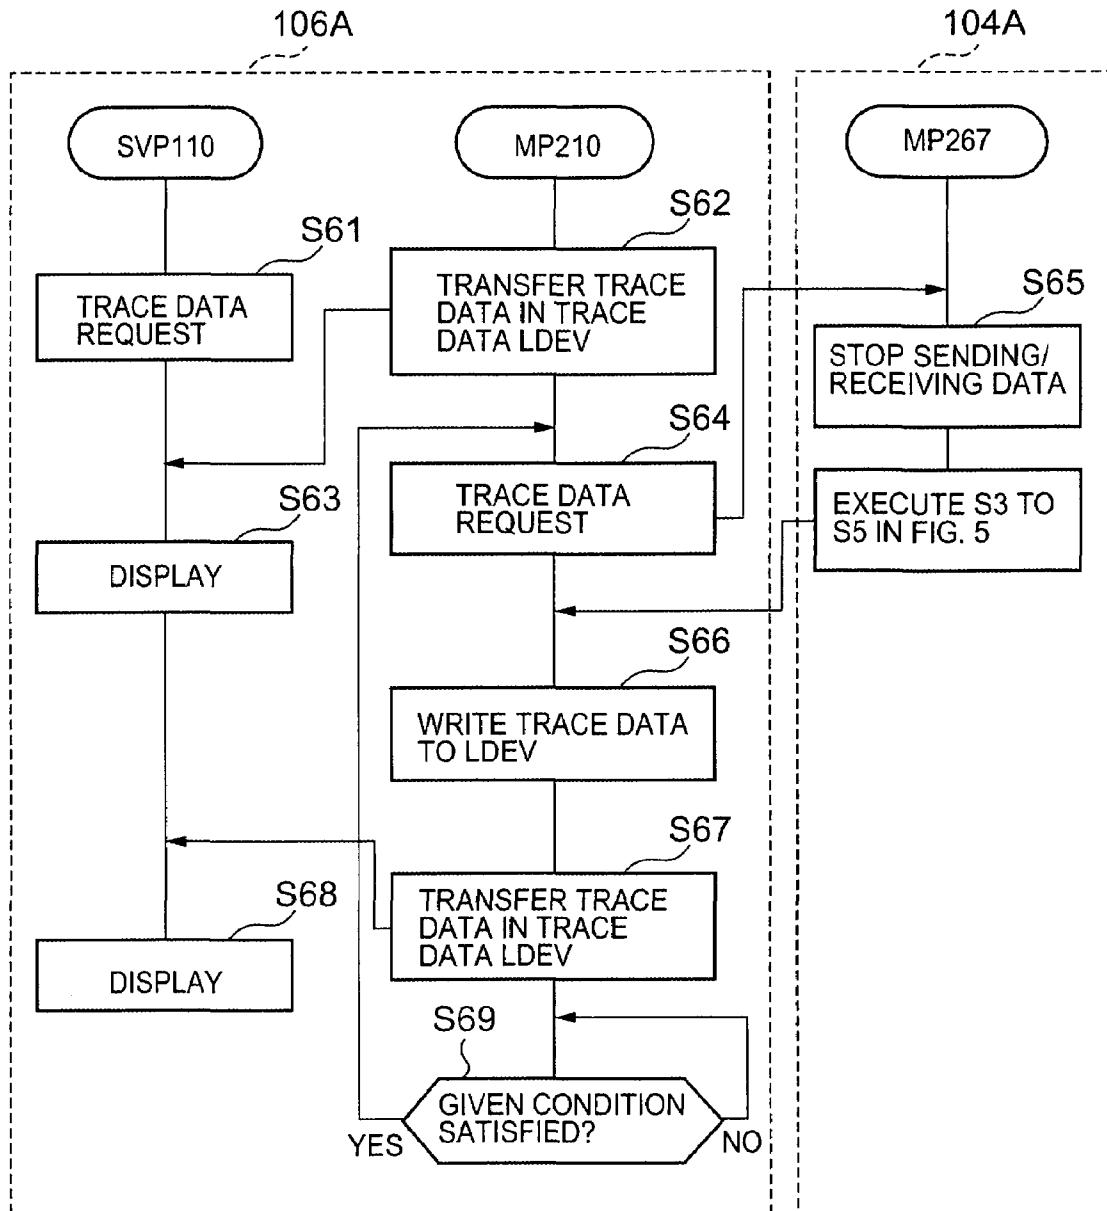 106A
104A
SVP110
MP210
MP267
S61
TRACE DATA
REQUEST
S62
TRANSFER TRACE
DATA IN TRACE
DATA LDEV
S65
STOP SENDING/
RECEIVING DATA
S64
TRACE DATA
REQUEST
EXECUTE S3 TO
S5 IN FIG. 5
S63
DISPLAY
S66
WRITE TRACE DATA
TO LDEV
S67
TRANSFER TRACE
DATA IN TRACE
DATA LDEV
S68
DISPLAY
S69
GIVEN CONDITION
SATISFIED?
YES
NO